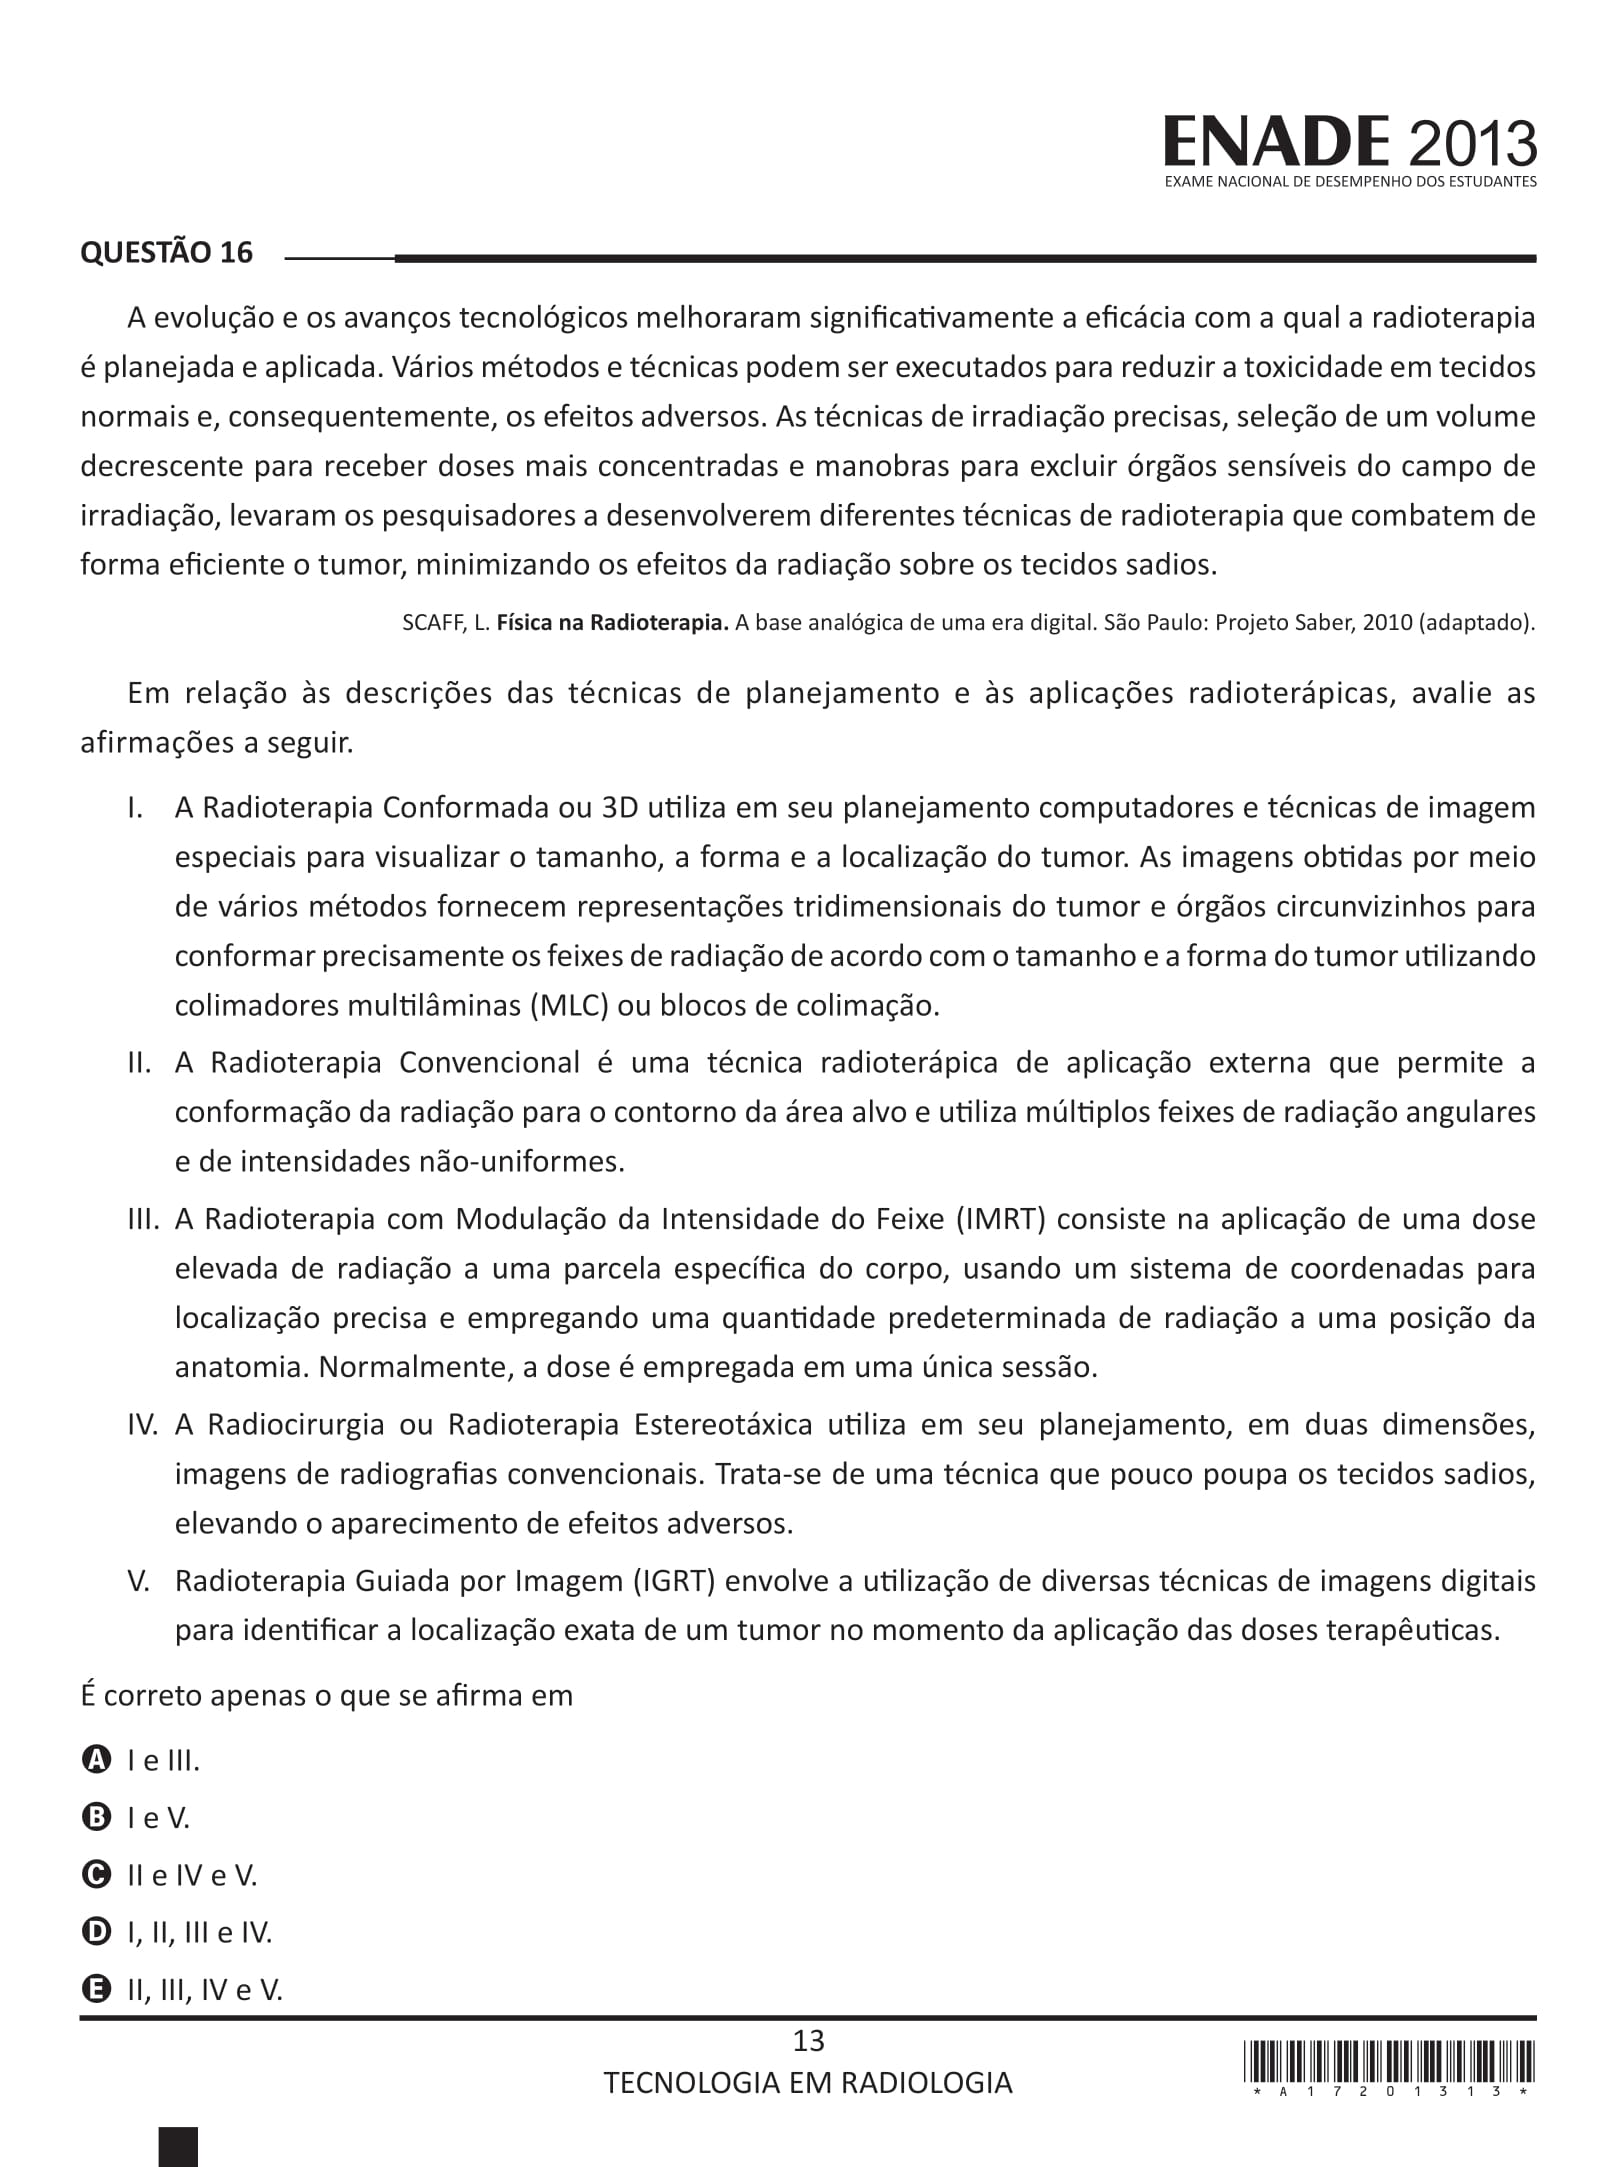 ENADE 2013
EXAME NACIONAL DE DESEMPENHO DOS ESTUDANTES
QUESTÃO 16
A evolução e os avanços tecnológicos melhoraram significativamente a eficácia com a qual a radioterapia
é planejada e aplicada. Vários métodos e técnicas podem ser executados para reduzir a toxicidade em tecidos
normais e, consequentemente, os efeitos adversos. As técnicas de irradiação precisas, seleção de um volume
decrescente para receber doses mais concentradas e manobras para excluir órgãos sensíveis do campo de
irradiação, levaram os pesquisadores a desenvolverem diferentes técnicas de radioterapia que combatem de
forma eficiente o tumor, minimizando os efeitos da radiação sobre os tecidos sadios.
SCAFF, L. Física na Radioterapia. A base analógica de uma era digital. São Paulo: Projeto Saber, 2010 (adaptado).
Em relação às descrições das técnicas de planejamento e às aplicações radioterápicas, avalie as
afirmações a seguir.
I. A Radioterapia Conformada ou 3D utiliza em seu planejamento computadores e técnicas de imagem
especiais para visualizar o tamanho, a forma e a localização do tumor. As imagens obtidas por meio
de vários métodos fornecem representações tridimensionais do tumor e órgãos circunvizinhos para
conformar precisamente os feixes de radiação de acordo com o tamanho e a forma do tumor utilizando
colimadores multilâminas (MLC) ou blocos de colimação.
II. A Radioterapia Convencional é uma técnica radioterápica de aplicação externa que permite a
conformação da radiação para o contorno da área alvo e utiliza múltiplos feixes de radiação angulares
e de intensidades não-uniformes.
III. A Radioterapia com Modulação da Intensidade do Feixe (IMRT) consiste na aplicação de uma dose
elevada de radiação a uma parcela específica do corpo, usando um sistema de coordenadas para
localização precisa e empregando uma quantidade predeterminada de radiação a uma posição da
anatomia. Normalmente, a dose é empregada em uma única sessão.
IV. A Radiocirurgia ou Radioterapia Estereotáxica utiliza em seu planejamento, em duas dimensões,
imagens de radiografias convencionais. Trata-se de uma técnica que pouco poupa os tecidos sadios,
elevando o aparecimento de efeitos adversos.
V. Radioterapia Guiada por Imagem (IGRT) envolve a utilização de diversas técnicas de imagens digitais
para identificar a localização exata de um tumor no momento da aplicação das doses terapêuticas.
É correto apenas o que se afirma em
A I e III.
B I e V.
C II e IV e V.
D I, II, III e IV.
E II, III, IV e V.
13
TECNOLOGIA EM RADIOLOGIA
* A 1 7 2 0 1 3 1 3 *